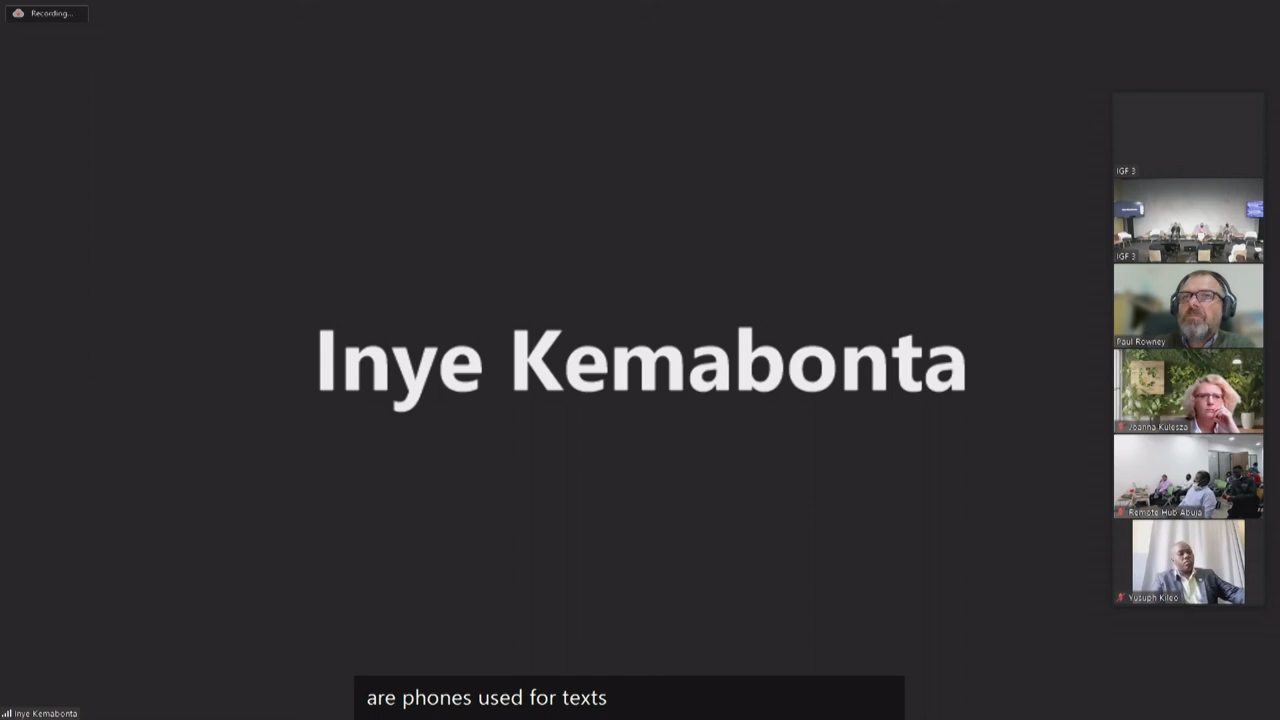 Recording...
Inye Kemabonta
IGF 3
IGF 3
Paul Rowney
Joanna Kulesza
Remote Hub Abuja
Yusuph Kileo
are phones used for texts
Inye Kemabonta